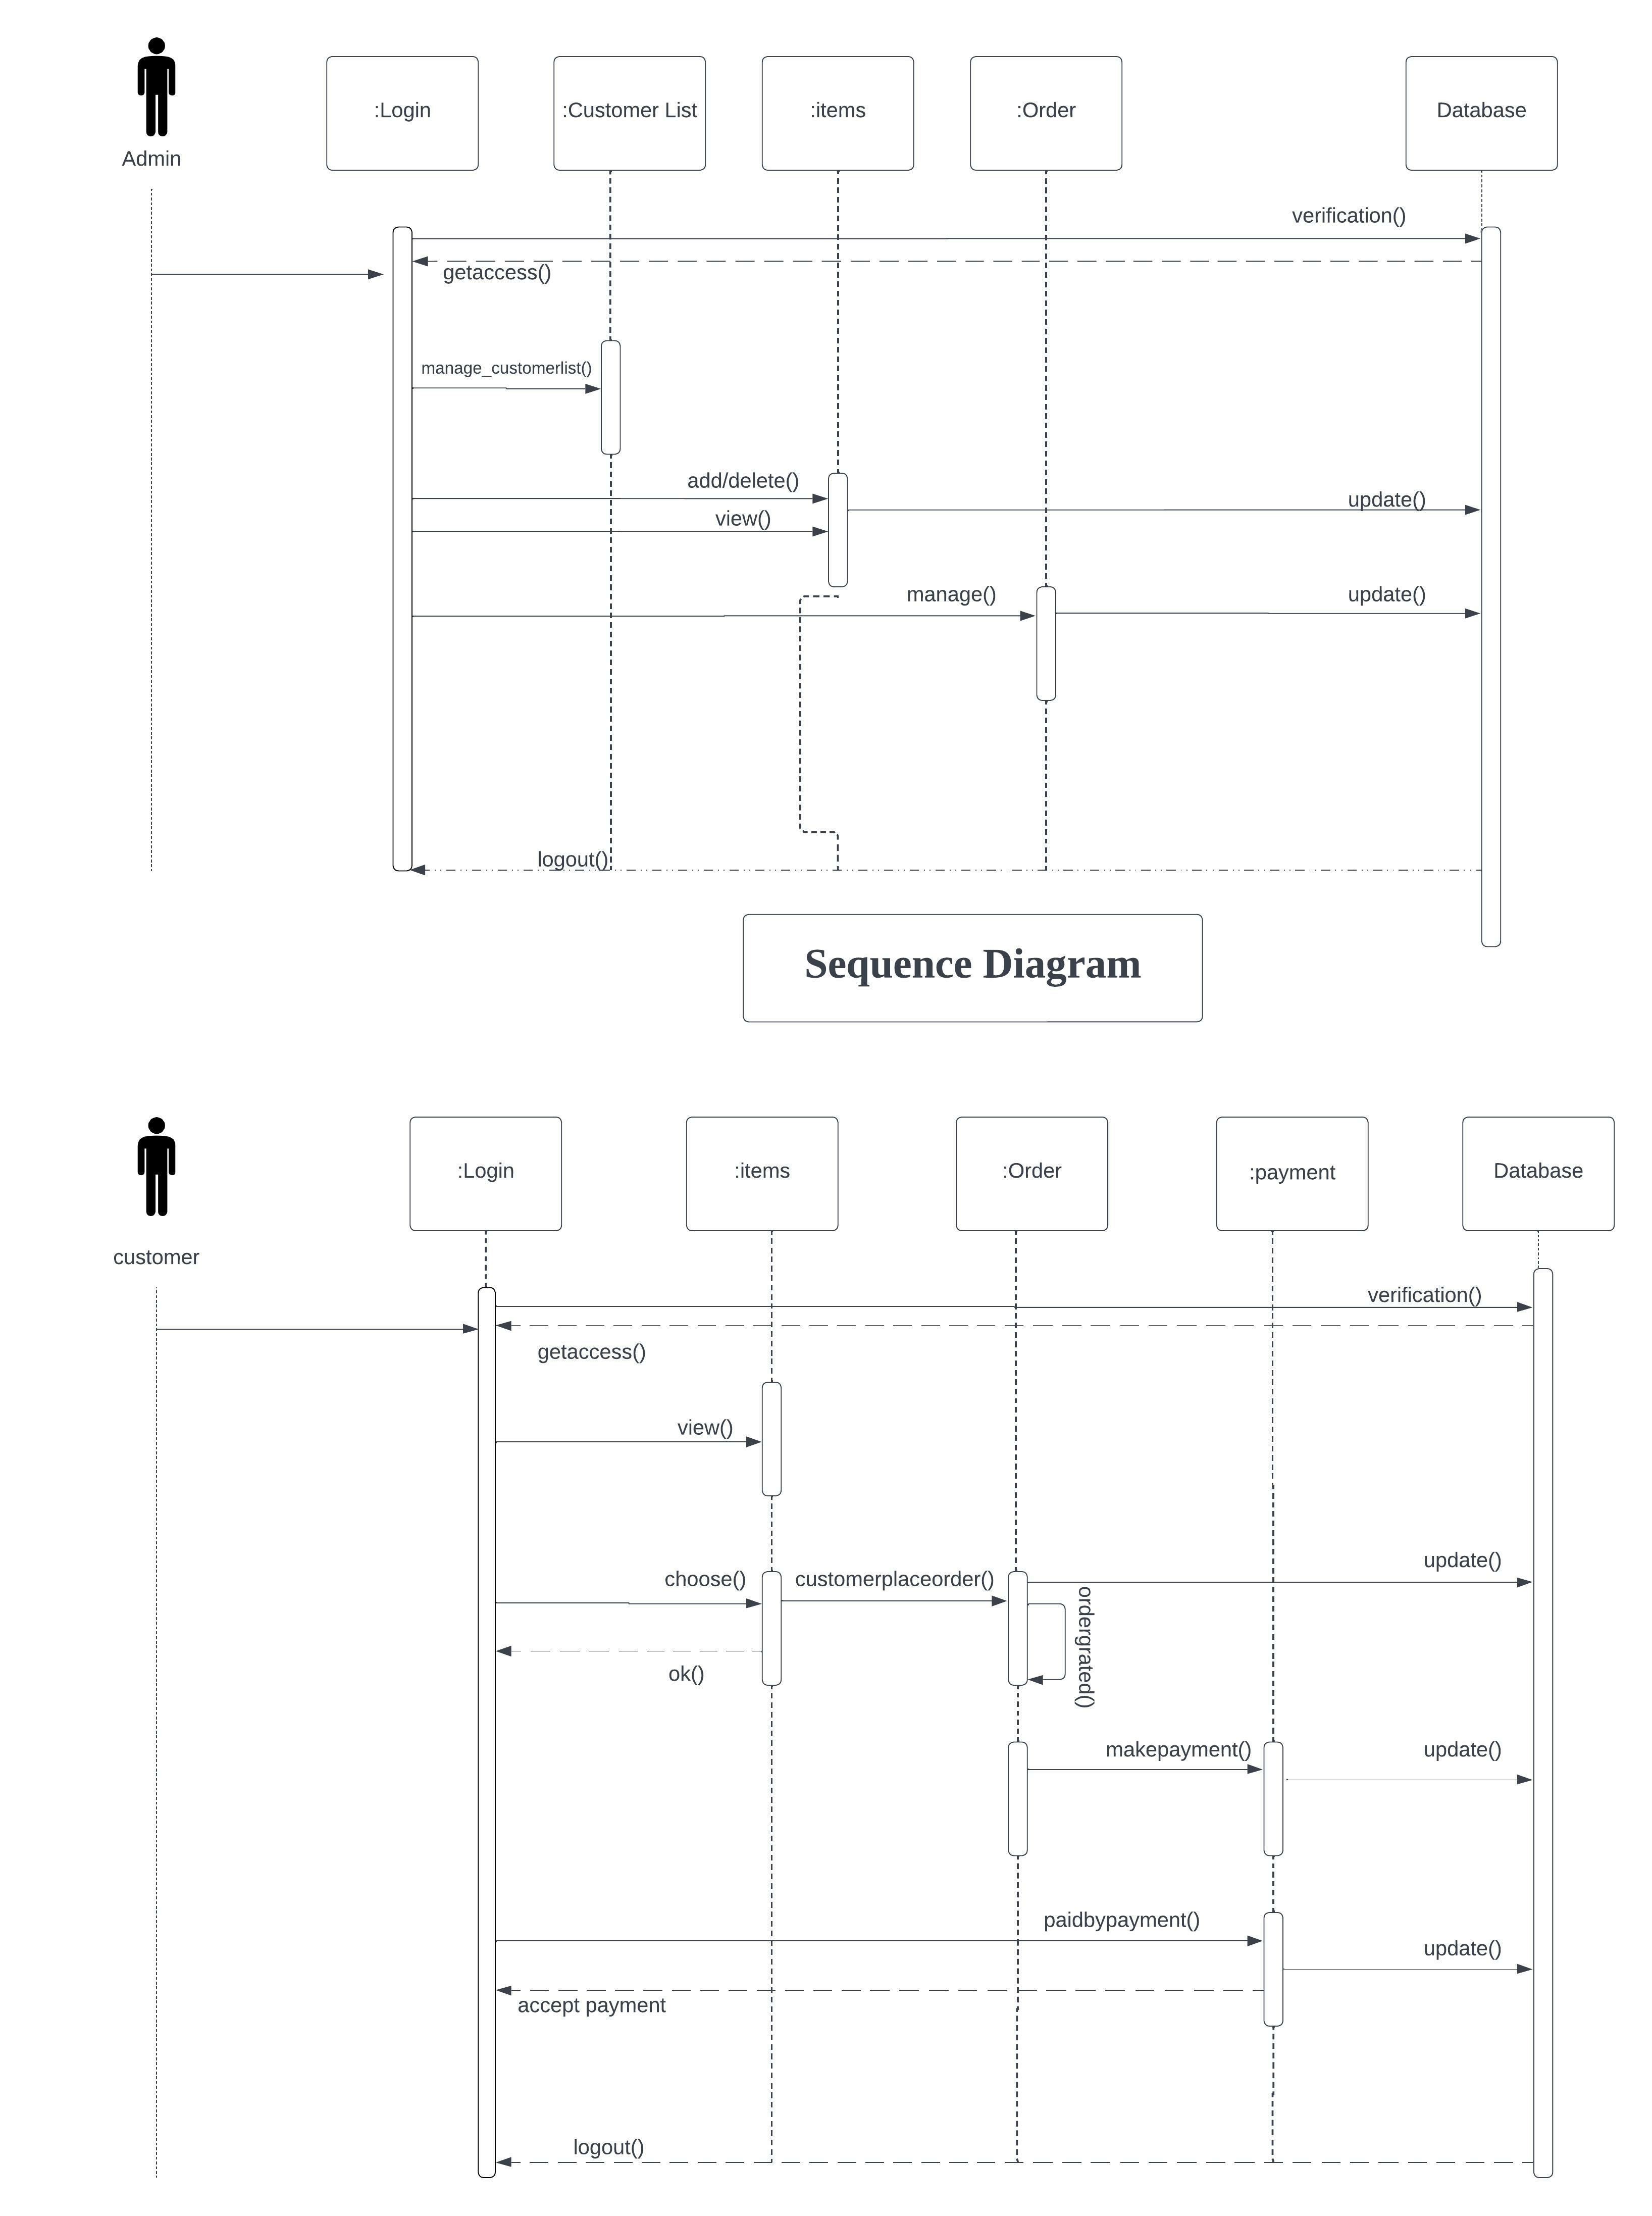 Admin
:Login
:Customer List
:items
:Order
Database
verification()
getaccess()
manage_customerlist()
add/delete()
update()
view()
manage()
update()
logout()
Sequence Diagram
customer
:Login
:items
:Order
:payment
Database
verification()
getaccess()
view()
update()
choose()
customerplaceorder()
ordergrated()
ok()
makepayment()
update()
paidbypayment()
update()
accept payment
logout()